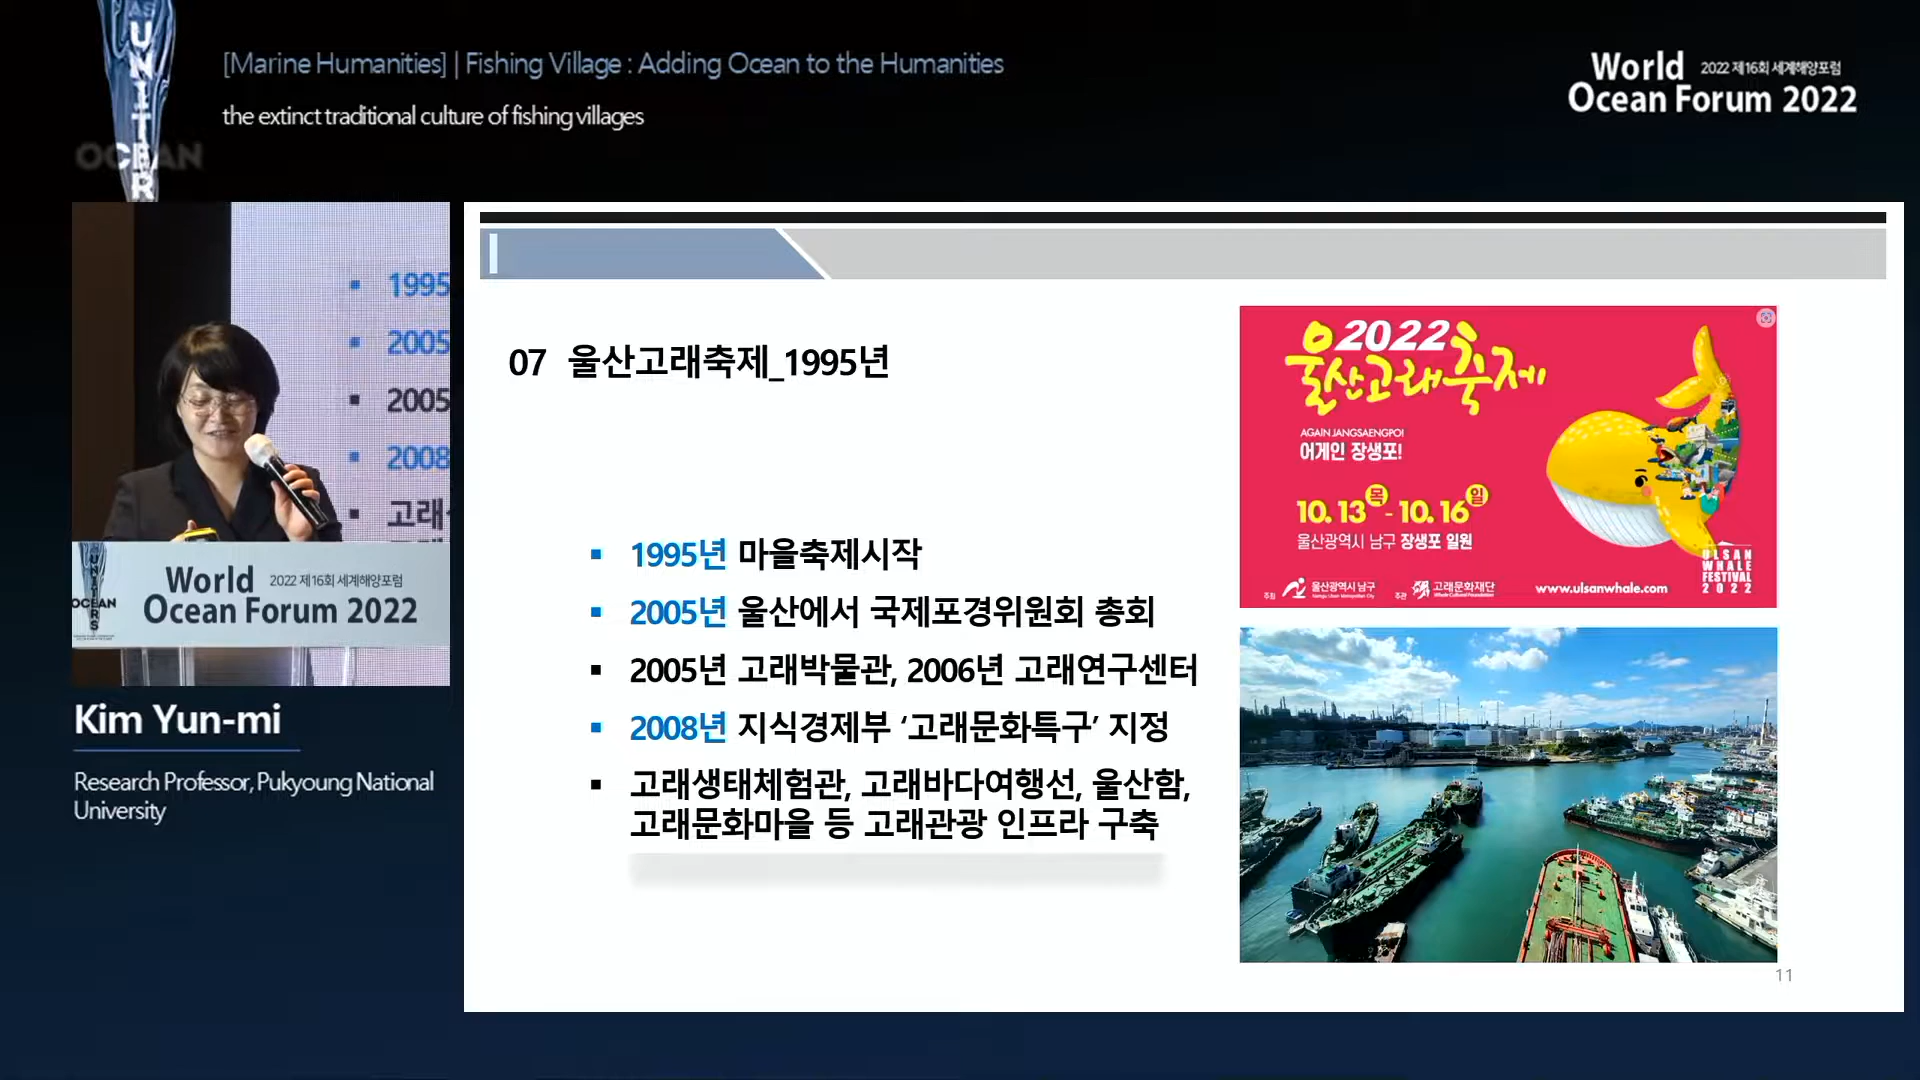 AS
UNITER
OCEAN
[Marine Humanities] | Fishing Village : Adding Ocean to the Humanities
the extinct traditional culture of fishing villages
World 2022 제16회 세계해양포럼
Ocean Forum 2022
1995
2005
2005
2008
고래
UNITERS
OCEAN
World 2022 제16회 세계해양포럼
Ocean Forum 2022
Kim Yun-mi
Research Professor, Pukyoung National
University
07 울산고래축제_1995년
1995년 마을축제시작
2005년 울산에서 국제포경위원회 총회
2005년 고래박물관, 2006년 고래연구센터
2008년 지식경제부 ‘고래문화특구’ 지정
고래생태체험관, 고래바다여행선, 울산함,
고래문화마을 등 고래관광 인프라 구축
2022
울산고래축제
AGAIN JANGSAENGPO!
어게인 장생포!
10. 13 목 - 10. 16 일
울산광역시 남구 장생포 일원
주최 울산광역시 남구 주관 고래문화재단
www.ulsanwhale.com
ULSAN
WHALE
FESTIVAL
2022
11